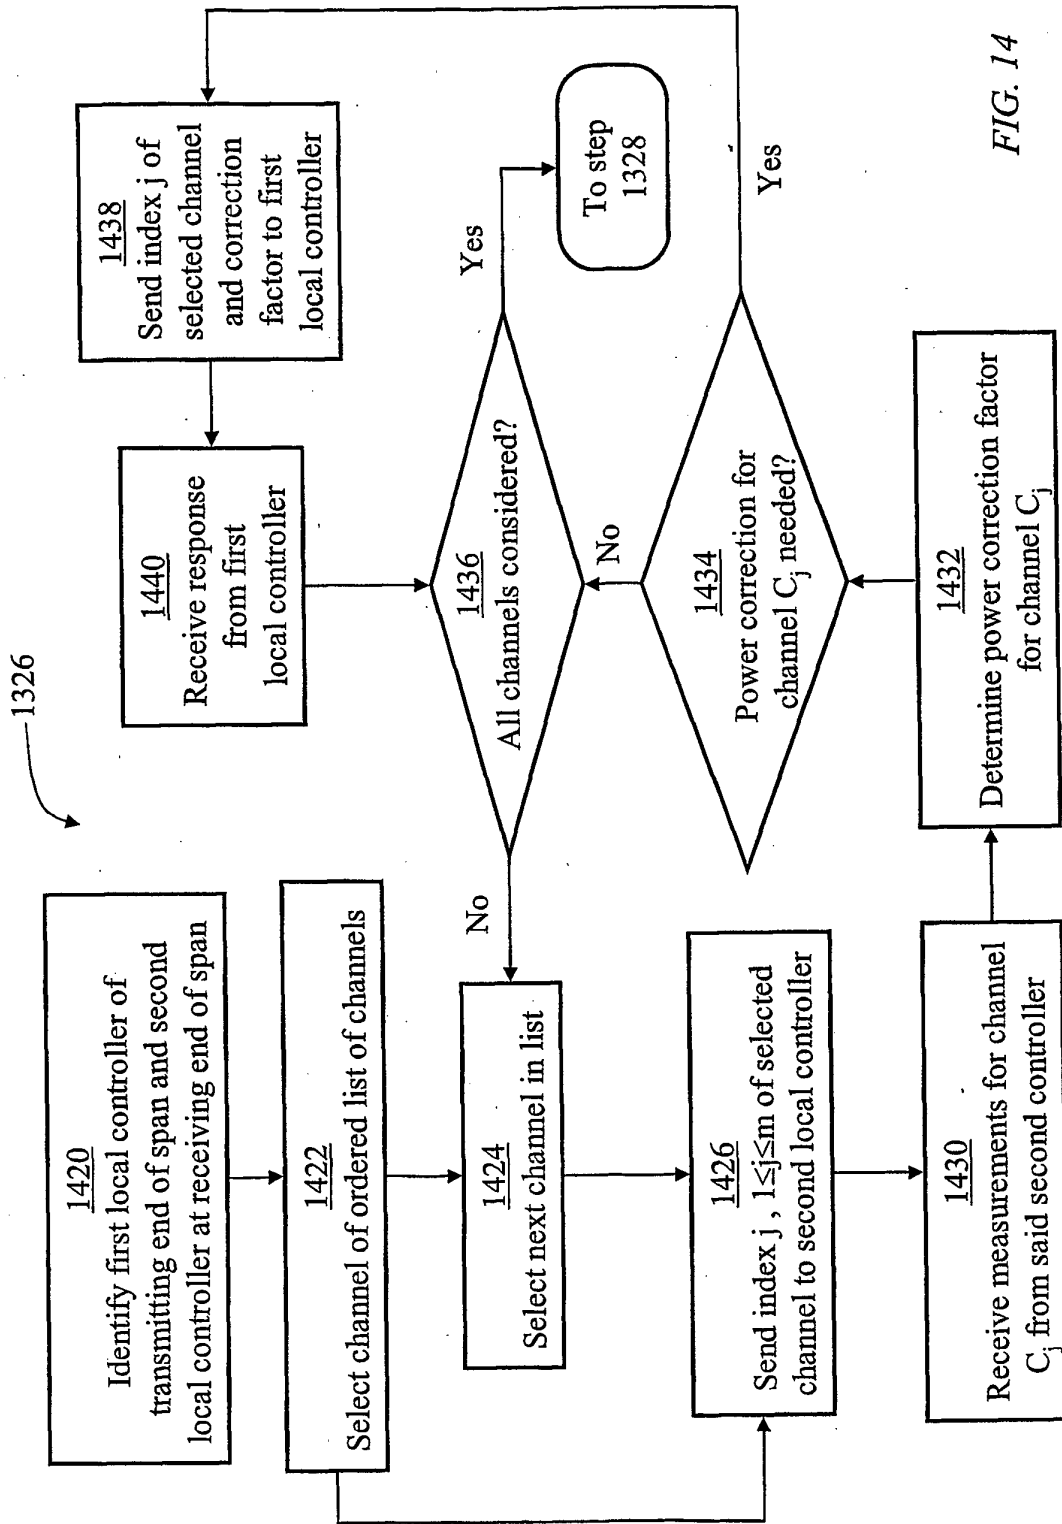 1326
1420
Identify first local controller of
transmitting end of span and second
local controller at receiving end of span
1422
Select channel of ordered list of channels
1424
Select next channel in list
1426
Send index j , 1≤j≤m of selected
channel to second local controller
1430
Receive measurements for channel
Cj from said second controller
1432
Determine power correction factor
for channel Cj
1434
Power correction for
channel Cj needed?
No
Yes
1436
All channels considered?
No
Yes
To step
1328
1438
Send index j of
selected channel
and correction
factor to first
local controller
1440
Receive response
from first
local controller
FIG. 14